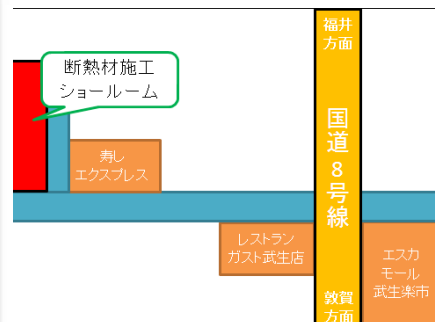 福井
方面
断熱材施工
ショールーム
国道8号線
寿し
エクスプレス
レストラン
ガスト武生店
エスカ
モール
武生楽市
敦賀
方面